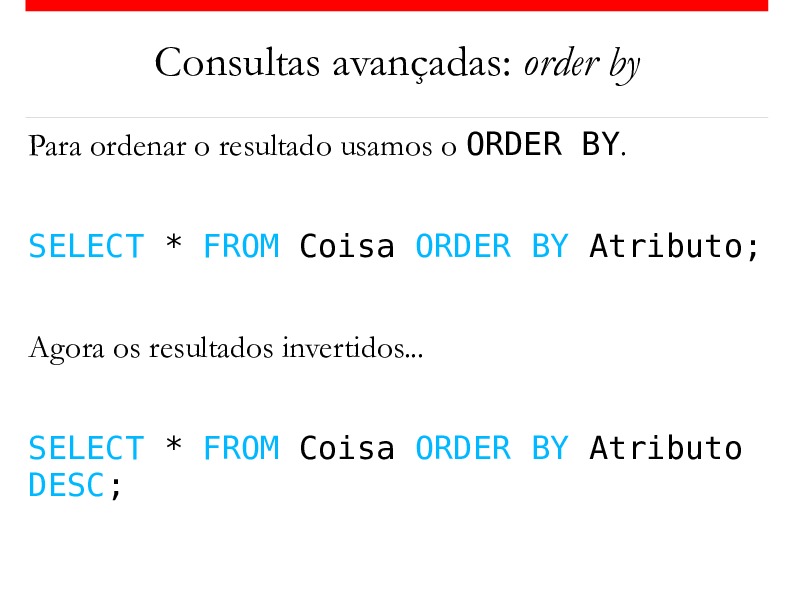 Consultas avançadas: order by
Para ordenar o resultado usamos o ORDER BY.
SELECT * FROM Coisa ORDER BY Atributo;
Agora os resultados invertidos...
SELECT * FROM Coisa ORDER BY Atributo
DESC;